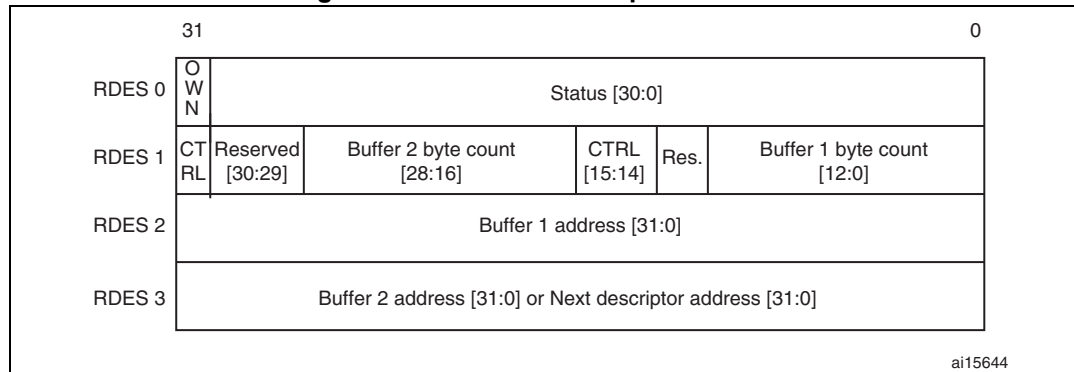 31 0
RDES 0
O
W
N
Status [30:0]
RDES 1
CT
RL
Reserved
[30:29]
Buffer 2 byte count
[28:16]
CTRL
[15:14]
Res.
Buffer 1 byte count
[12:0]
RDES 2
Buffer 1 address [31:0]
RDES 3
Buffer 2 address [31:0] or Next descriptor address [31:0]
ai15644